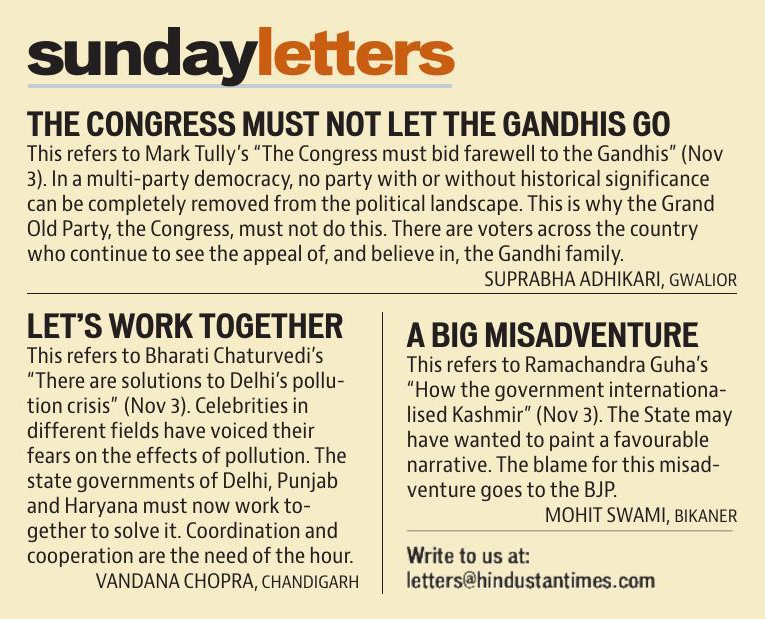 sundayletters
THE CONGRESS MUST NOT LET THE GANDHIS GO
This refers to Mark Tully’s “The Congress must bid farewell to the Gandhis” (Nov
3). In a multi-party democracy, no party with or without historical significance
can be completely removed from the political landscape. This is why the Grand
Old Party, the Congress, must not do this. There are voters across the country
who continue to see the appeal of, and believe in, the Gandhi family.
SUPRABHA ADHIKARI, GWALIOR
LET’S WORK TOGETHER
This refers to Bharati Chaturvedi’s
“There are solutions to Delhi’s pollu-
tion crisis” (Nov 3). Celebrities in
different fields have voiced their
fears on the effects of pollution. The
state governments of Delhi, Punjab
and Haryana must now work to-
gether to solve it. Coordination and
cooperation are the need of the hour.
VANDANA CHOPRA, CHANDIGARH
A BIG MISADVENTURE
This refers to Ramachandra Guha’s
“How the government internationa-
lised Kashmir” (Nov 3). The State may
have wanted to paint a favourable
narrative. The blame for this misad-
venture goes to the BJP.
MOHIT SWAMI, BIKANER
Write to us at:
letters@hindustantimes.com